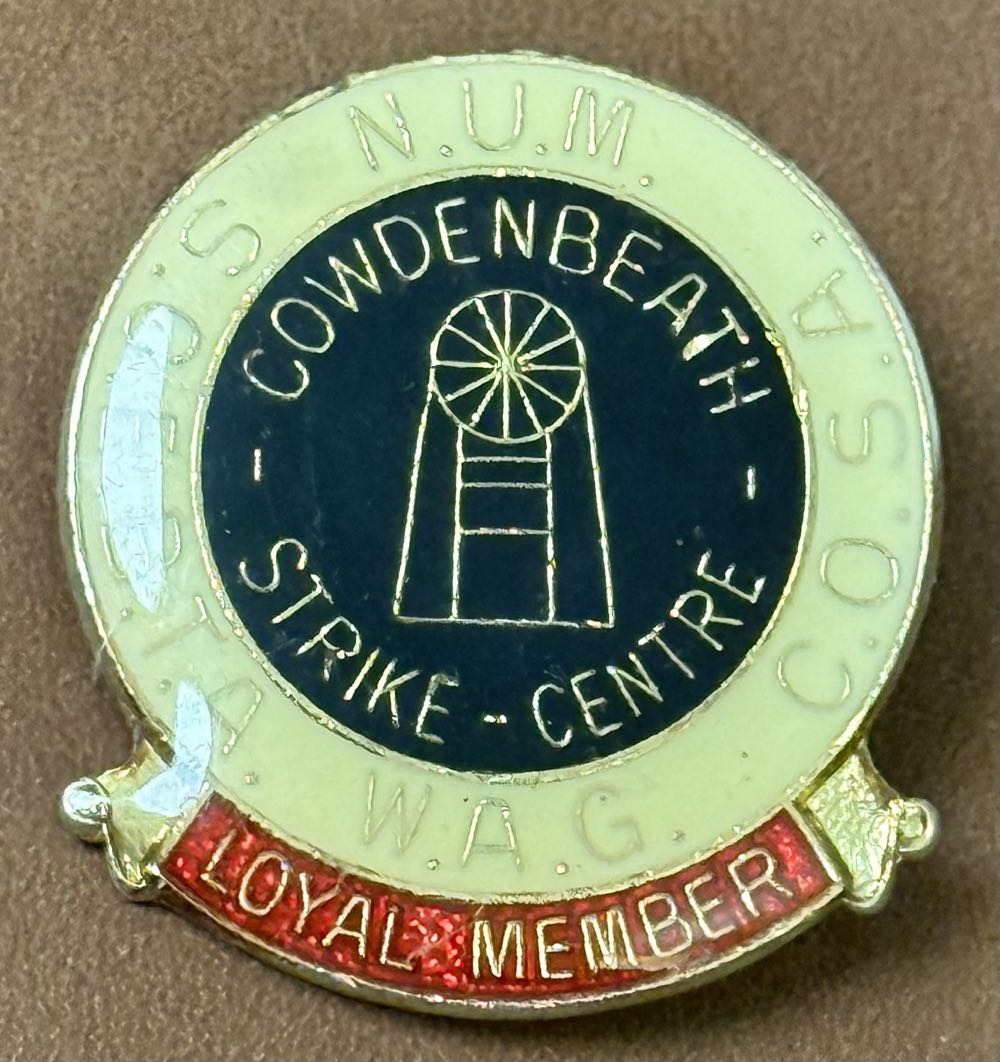 N.U.M.
C.O.S.A.
W.A.G.
COWDENBEATH
- STRIKE - CENTRE -
LOYAL MEMBER